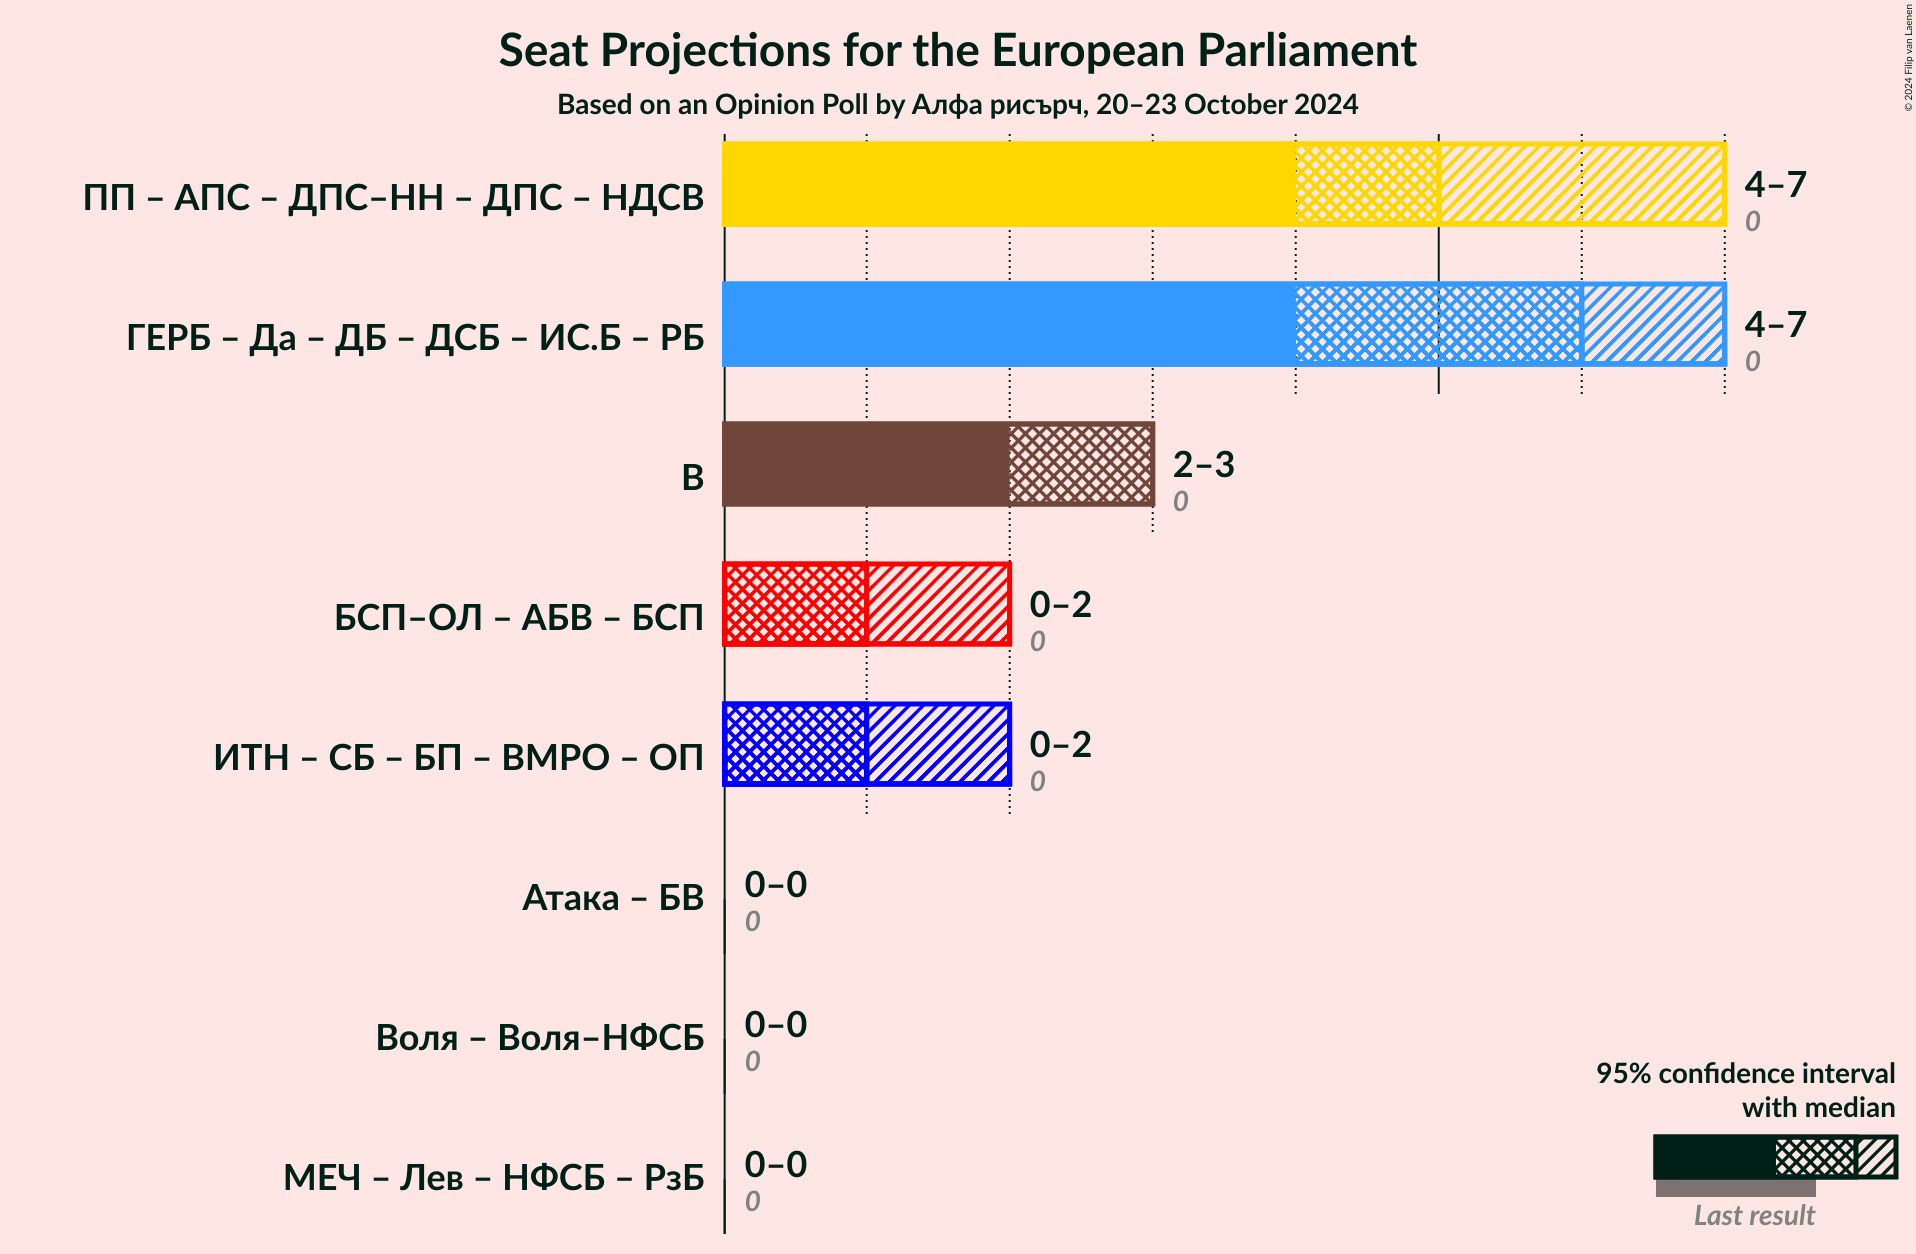 Seat Projections for the European Parliament
Based on an Opinion Poll by Алфа рисърч, 20–23 October 2024
© 2024 Filip van Laenen
ПП – АПС – ДПС–НН – ДПС – НДСВ
4–7
0
ГЕРБ – Да – ДБ – ДСБ – ИС.Б – РБ
4–7
0
В
2–3
0
БСП–ОЛ – АБВ – БСП
0–2
0
ИТН – СБ – БП – ВМРО – ОП
0–2
0
Атака – БВ
0–0
0
Воля – Воля–НФСБ
0–0
0
МЕЧ – Лев – НФСБ – РзБ
0–0
0
95% confidence interval
with median
Last result